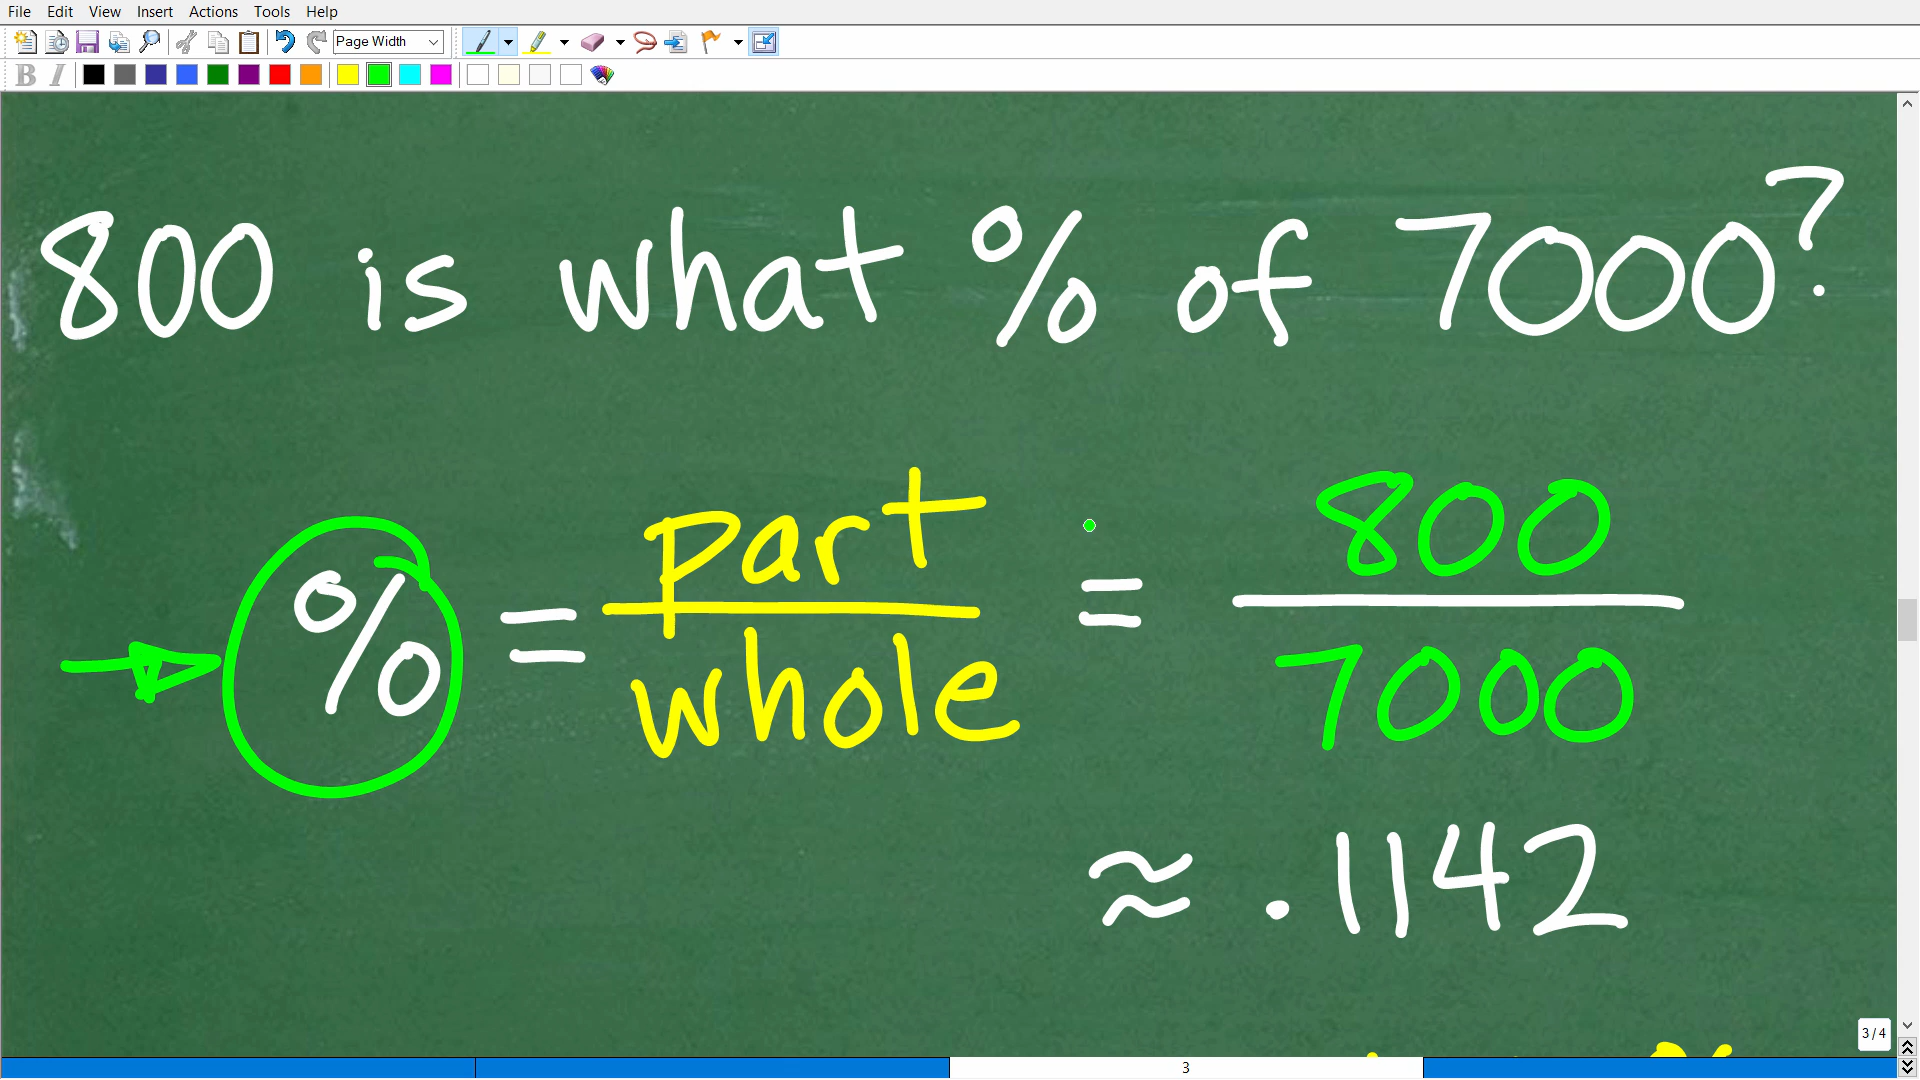 File Edit View Insert Actions Tools Help
Page Width
B I
800 is what % of 7000?
% = part/whole = 800/7000
≈ .1142
3 / 4
3